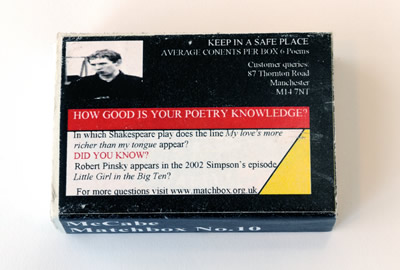 KEEP IN A SAFE PLACE
AVERAGE CONENTS PER BOX 6 Poems
Customer queries:
87 Thornton Road
Manchester
M14 7NT
HOW GOOD IS YOUR POETRY KNOWLEDGE?
In which Shakespeare play does the line My love's more
richer than my tongue appear?
DID YOU KNOW?
Robert Pinsky appears in the 2002 Simpson's episode
Little Girl in the Big Ten?
For more questions visit www.matchbox.org.uk
McCabe
Matchbox No.10